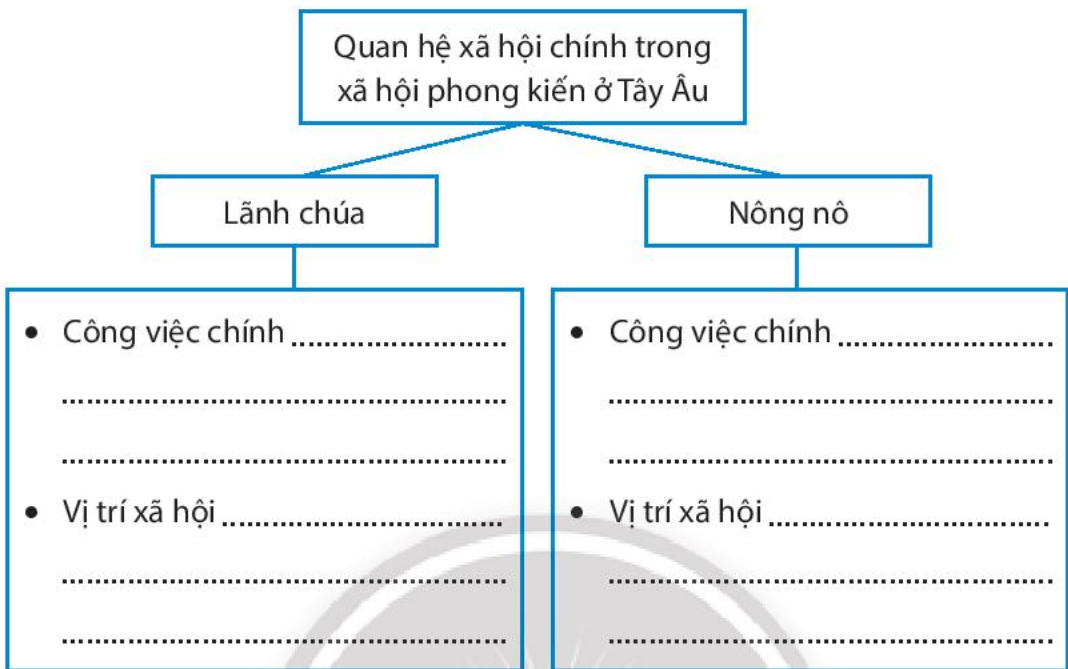 Quan hệ xã hội chính trong
xã hội phong kiến ở Tây Âu
Lãnh chúa
Nông nô
• Công việc chính ..........................
......................................................
......................................................
• Vị trí xã hội ..................................
......................................................
......................................................
• Công việc chính ..........................
......................................................
......................................................
• Vị trí xã hội ..................................
......................................................
......................................................